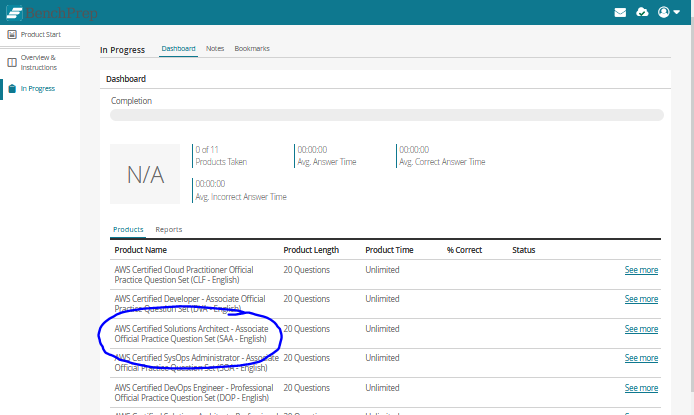 BenchPrep
Product Start
Overview &
Instructions
In Progress
In Progress Dashboard Notes Bookmarks
Dashboard
Completion
N/A
0 of 11
Products Taken
00:00:00
Avg. Answer Time
00:00:00
Avg. Correct Answer Time
00:00:00
Avg. Incorrect Answer Time
Products Reports
Product Name Product Length Product Time % Correct Status
AWS Certified Cloud Practitioner Official 20 Questions Unlimited See more
Practice Question Set (CLF - English)
AWS Certified Developer - Associate Official 20 Questions Unlimited See more
Practice Question Set (DVA - English)
AWS Certified Solutions Architect - Associate 20 Questions Unlimited See more
Official Practice Question Set (SAA - English)
AWS Certified SysOps Administrator - Associate 20 Questions Unlimited See more
Official Practice Question Set (SOA - English)
AWS Certified DevOps Engineer - Professional 20 Questions Unlimited See more
Official Practice Question Set (DOP - English)